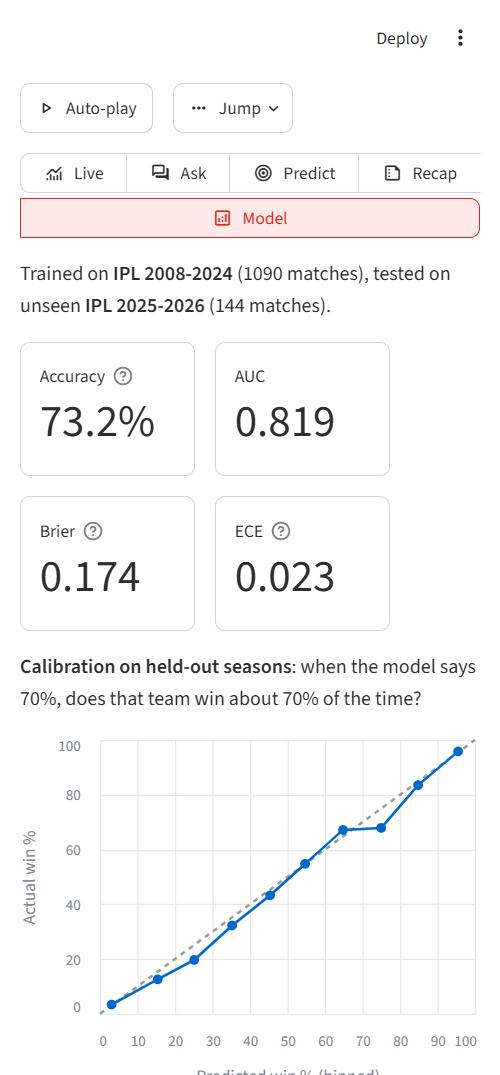 Deploy
Auto-play
Jump
Live Ask Predict Recap
Model
Trained on IPL 2008-2024 (1090 matches), tested on
unseen IPL 2025-2026 (144 matches).
Accuracy AUC
73.2% 0.819
Brier ECE
0.174 0.023
Calibration on held-out seasons: when the model says
70%, does that team win about 70% of the time?
100
80
60
40
20
0
Actual win %
0 10 20 30 40 50 60 70 80 90 100
Predicted win % (binned)